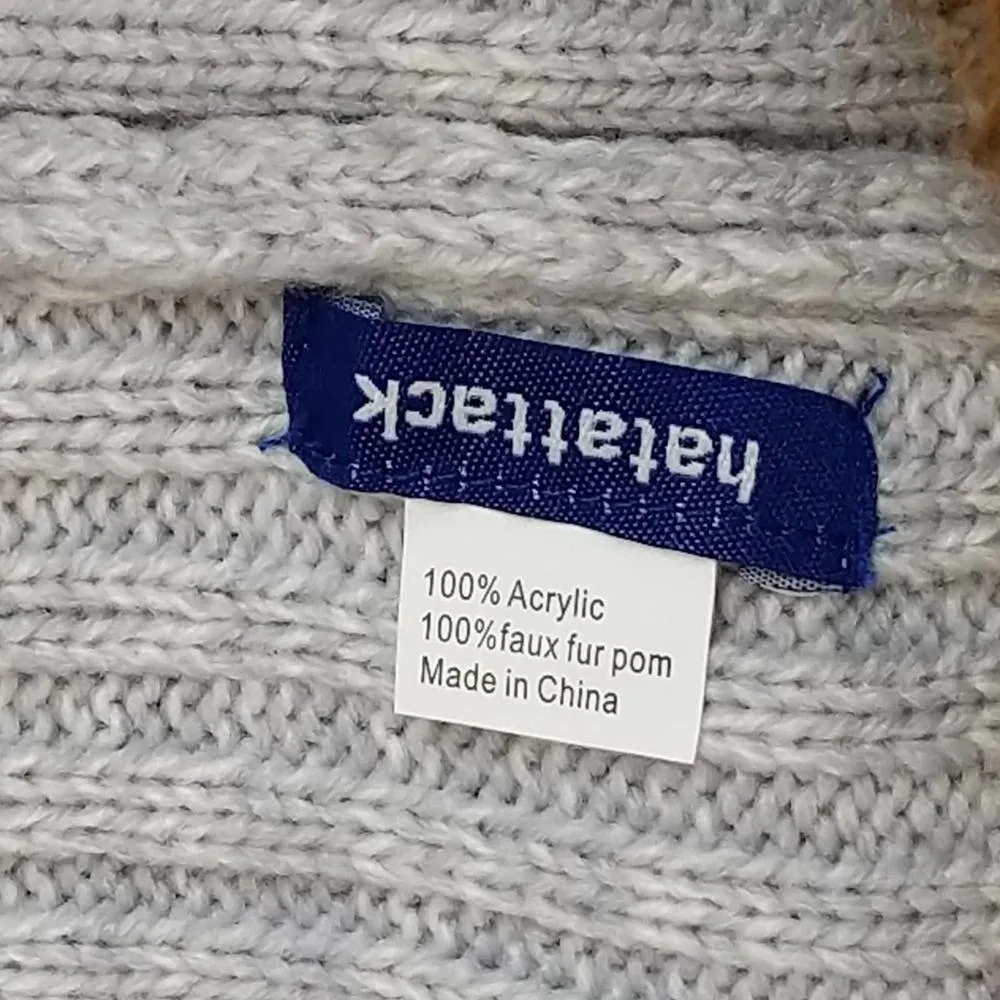 hatattack
100% Acrylic
100%faux fur pom
Made in China